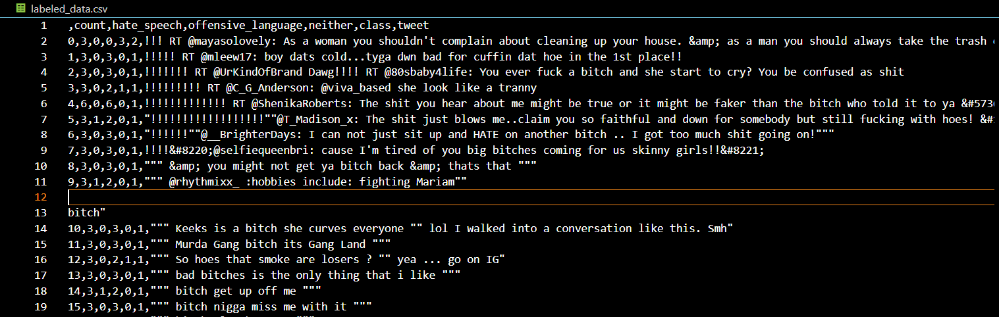 labeled_data.csv
1 ,count,hate_speech,offensive_language,neither,class,tweet
2 0,3,0,0,3,2,!!! RT @mayasolovely: As a woman you shouldn't complain about cleaning up your house. &amp; as a man you should always take the trash
3 1,3,0,3,0,1,!!!!! RT @mleew17: boy dats cold...tyga dwn bad for cuffin dat hoe in the 1st place!!
4 2,3,0,3,0,1,!!!!!!! RT @UrKindOfBrand Dawg!!!! RT @80sbaby4life: You ever fuck a bitch and she start to cry? You be confused as shit
5 3,3,0,2,1,1,!!!!!!!!! RT @C_G_Anderson: @viva_based she look like a tranny
6 4,6,0,6,0,1,!!!!!!!!!!!!! RT @ShenikaRoberts: The shit you hear about me might be true or it might be faker than the bitch who told it to ya &#573
7 5,3,1,2,0,1,"!!!!!!!!!!!!!!!!!!""@T_Madison_x: The shit just blows me..claim you so faithful and down for somebody but still fucking with hoes! &#
8 6,3,0,3,0,1,"!!!!!!""@__BrighterDays: I can not just sit up and HATE on another bitch .. I got too much shit going on!"""
9 7,3,0,3,0,1,!!!!&#8220;@selfiequeenbri: cause I'm tired of you big bitches coming for us skinny girls!!&#8221;
10 8,3,0,3,0,1,""" &amp; you might not get ya bitch back &amp; thats that """
11 9,3,1,2,0,1,""" @rhythmixx_ :hobbies include: fighting Mariam""
12
13 bitch"
14 10,3,0,3,0,1,""" Keeks is a bitch she curves everyone "" lol I walked into a conversation like this. Smh"
15 11,3,0,3,0,1,""" Murda Gang bitch its Gang Land """
16 12,3,0,2,1,1,""" So hoes that smoke are losers ? "" yea ... go on IG"
17 13,3,0,3,0,1,""" bad bitches is the only thing that i like """
18 14,3,1,2,0,1,""" bitch get up off me """
19 15,3,0,3,0,1,""" bitch nigga miss me with it """